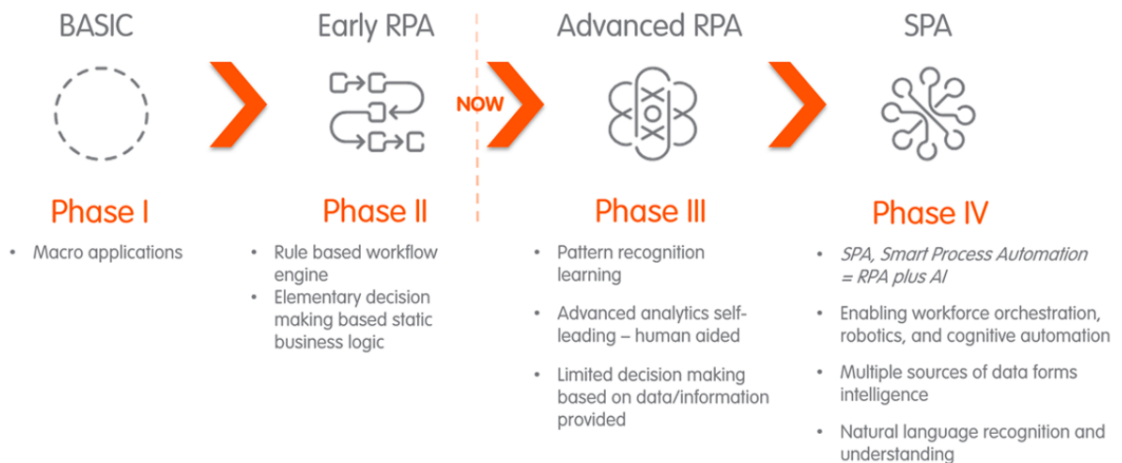 BASIC
Early RPA
Advanced RPA
SPA
NOW
Phase I
• Macro applications
Phase II
• Rule based workflow
engine
• Elementary decision
making based static
business logic
Phase III
• Pattern recognition
learning
• Advanced analytics self-
leading – human aided
• Limited decision making
based on data/information
provided
Phase IV
• SPA, Smart Process Automation
= RPA plus AI
• Enabling workforce orchestration,
robotics, and cognitive automation
• Multiple sources of data forms
intelligence
• Natural language recognition and
understanding